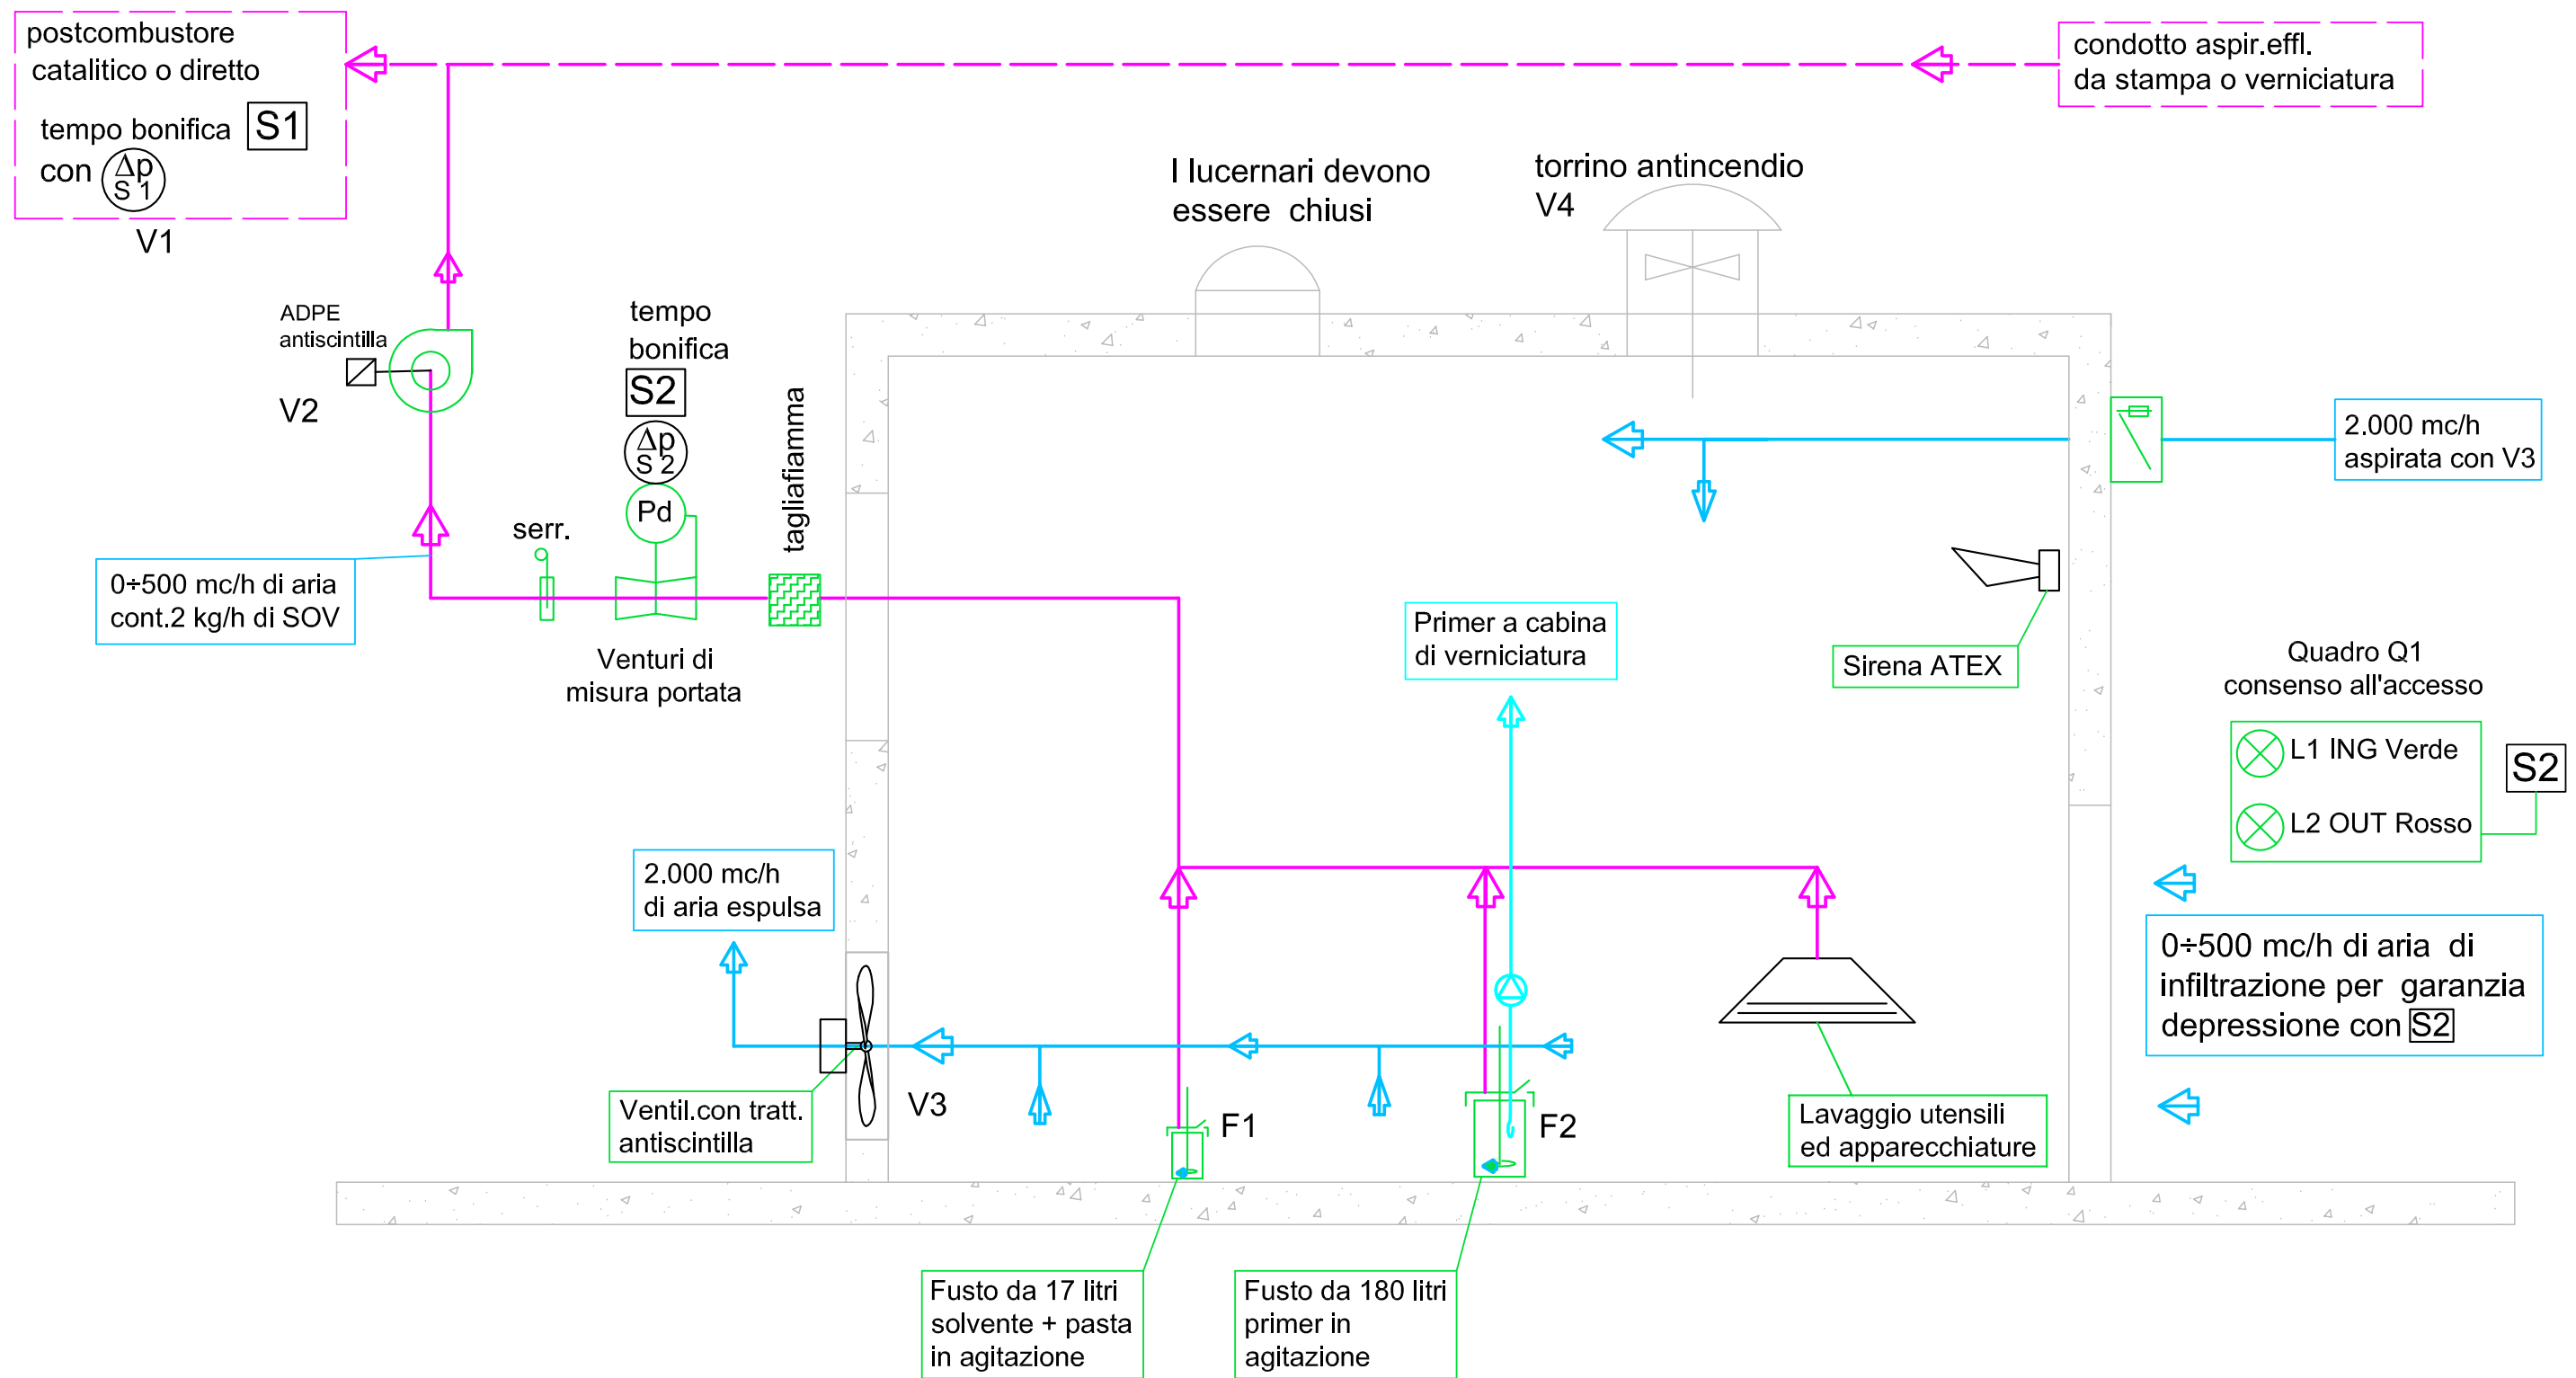 postcombustore
catalitico o diretto
tempo bonifica S1
con Δp
S 1
V1
condotto aspir.effl.
da stampa o verniciatura
I lucernari devono
essere chiusi
torrino antincendio
V4
ADPE
antiscintilla
V2
tempo
bonifica
S2
Δp
S 2
Pd
tagliafiamma
serr.
Venturi di
misura portata
0÷500 mc/h di aria
cont.2 kg/h di SOV
2.000 mc/h
aspirata con V3
Primer a cabina
di verniciatura
Sirena ATEX
Quadro Q1
consenso all'accesso
L1 ING Verde
L2 OUT Rosso
S2
2.000 mc/h
di aria espulsa
0÷500 mc/h di aria di
infiltrazione per garanzia
depressione con S2
Ventil.con tratt.
antiscintilla
V3
F1
F2
Lavaggio utensili
ed apparecchiature
Fusto da 17 litri
solvente + pasta
in agitazione
Fusto da 180 litri
primer in
agitazione